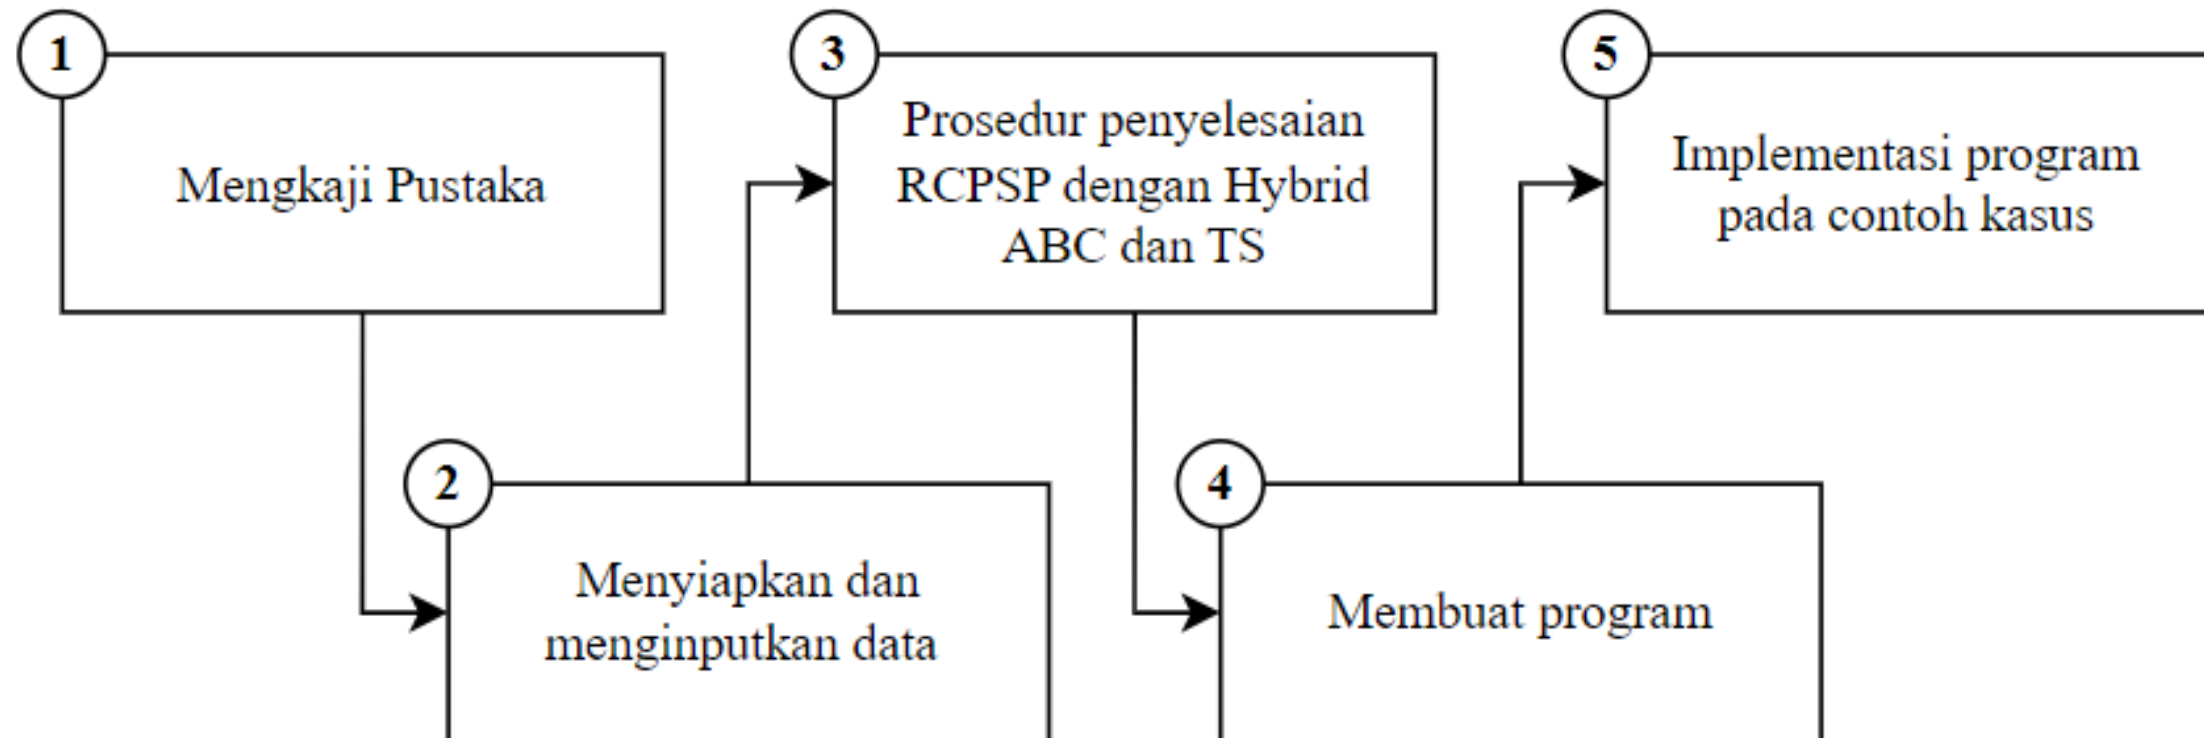 1
Mengkaji Pustaka
2
Menyiapkan dan
menginputkan data
3
Prosedur penyelesaian
RCPSP dengan Hybrid
ABC dan TS
4
Membuat program
5
Implementasi program
pada contoh kasus